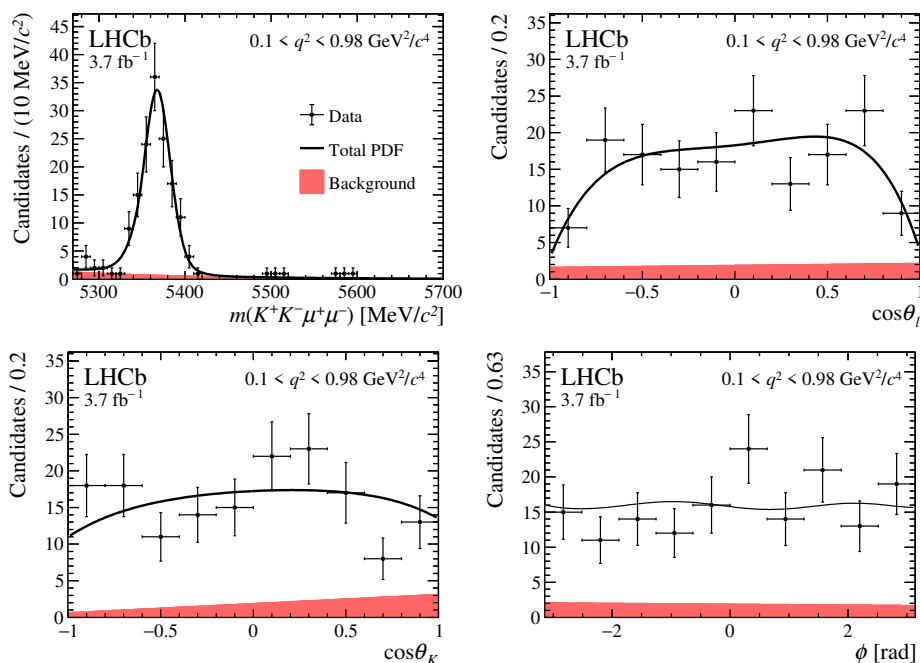 Candidates / (10 MeV/c²)
LHCb
3.7 fb⁻¹
0.1 < q² < 0.98 GeV²/c⁴
Data
Total PDF
Background
0 5 10 15 20 25 30 35 40 45
5300 5400 5500 5600 5700
m(K⁺K⁻μ⁺μ⁻) [MeV/c²]
Candidates / 0.2
LHCb
3.7 fb⁻¹
0.1 < q² < 0.98 GeV²/c⁴
0 5 10 15 20 25 30 35
−1 −0.5 0 0.5 1
cosθ_l
Candidates / 0.2
LHCb
3.7 fb⁻¹
0.1 < q² < 0.98 GeV²/c⁴
0 5 10 15 20 25 30 35
−1 −0.5 0 0.5 1
cosθ_K
Candidates / 0.63
LHCb
3.7 fb⁻¹
0.1 < q² < 0.98 GeV²/c⁴
0 5 10 15 20 25 30 35
−2 0 2
ϕ [rad]